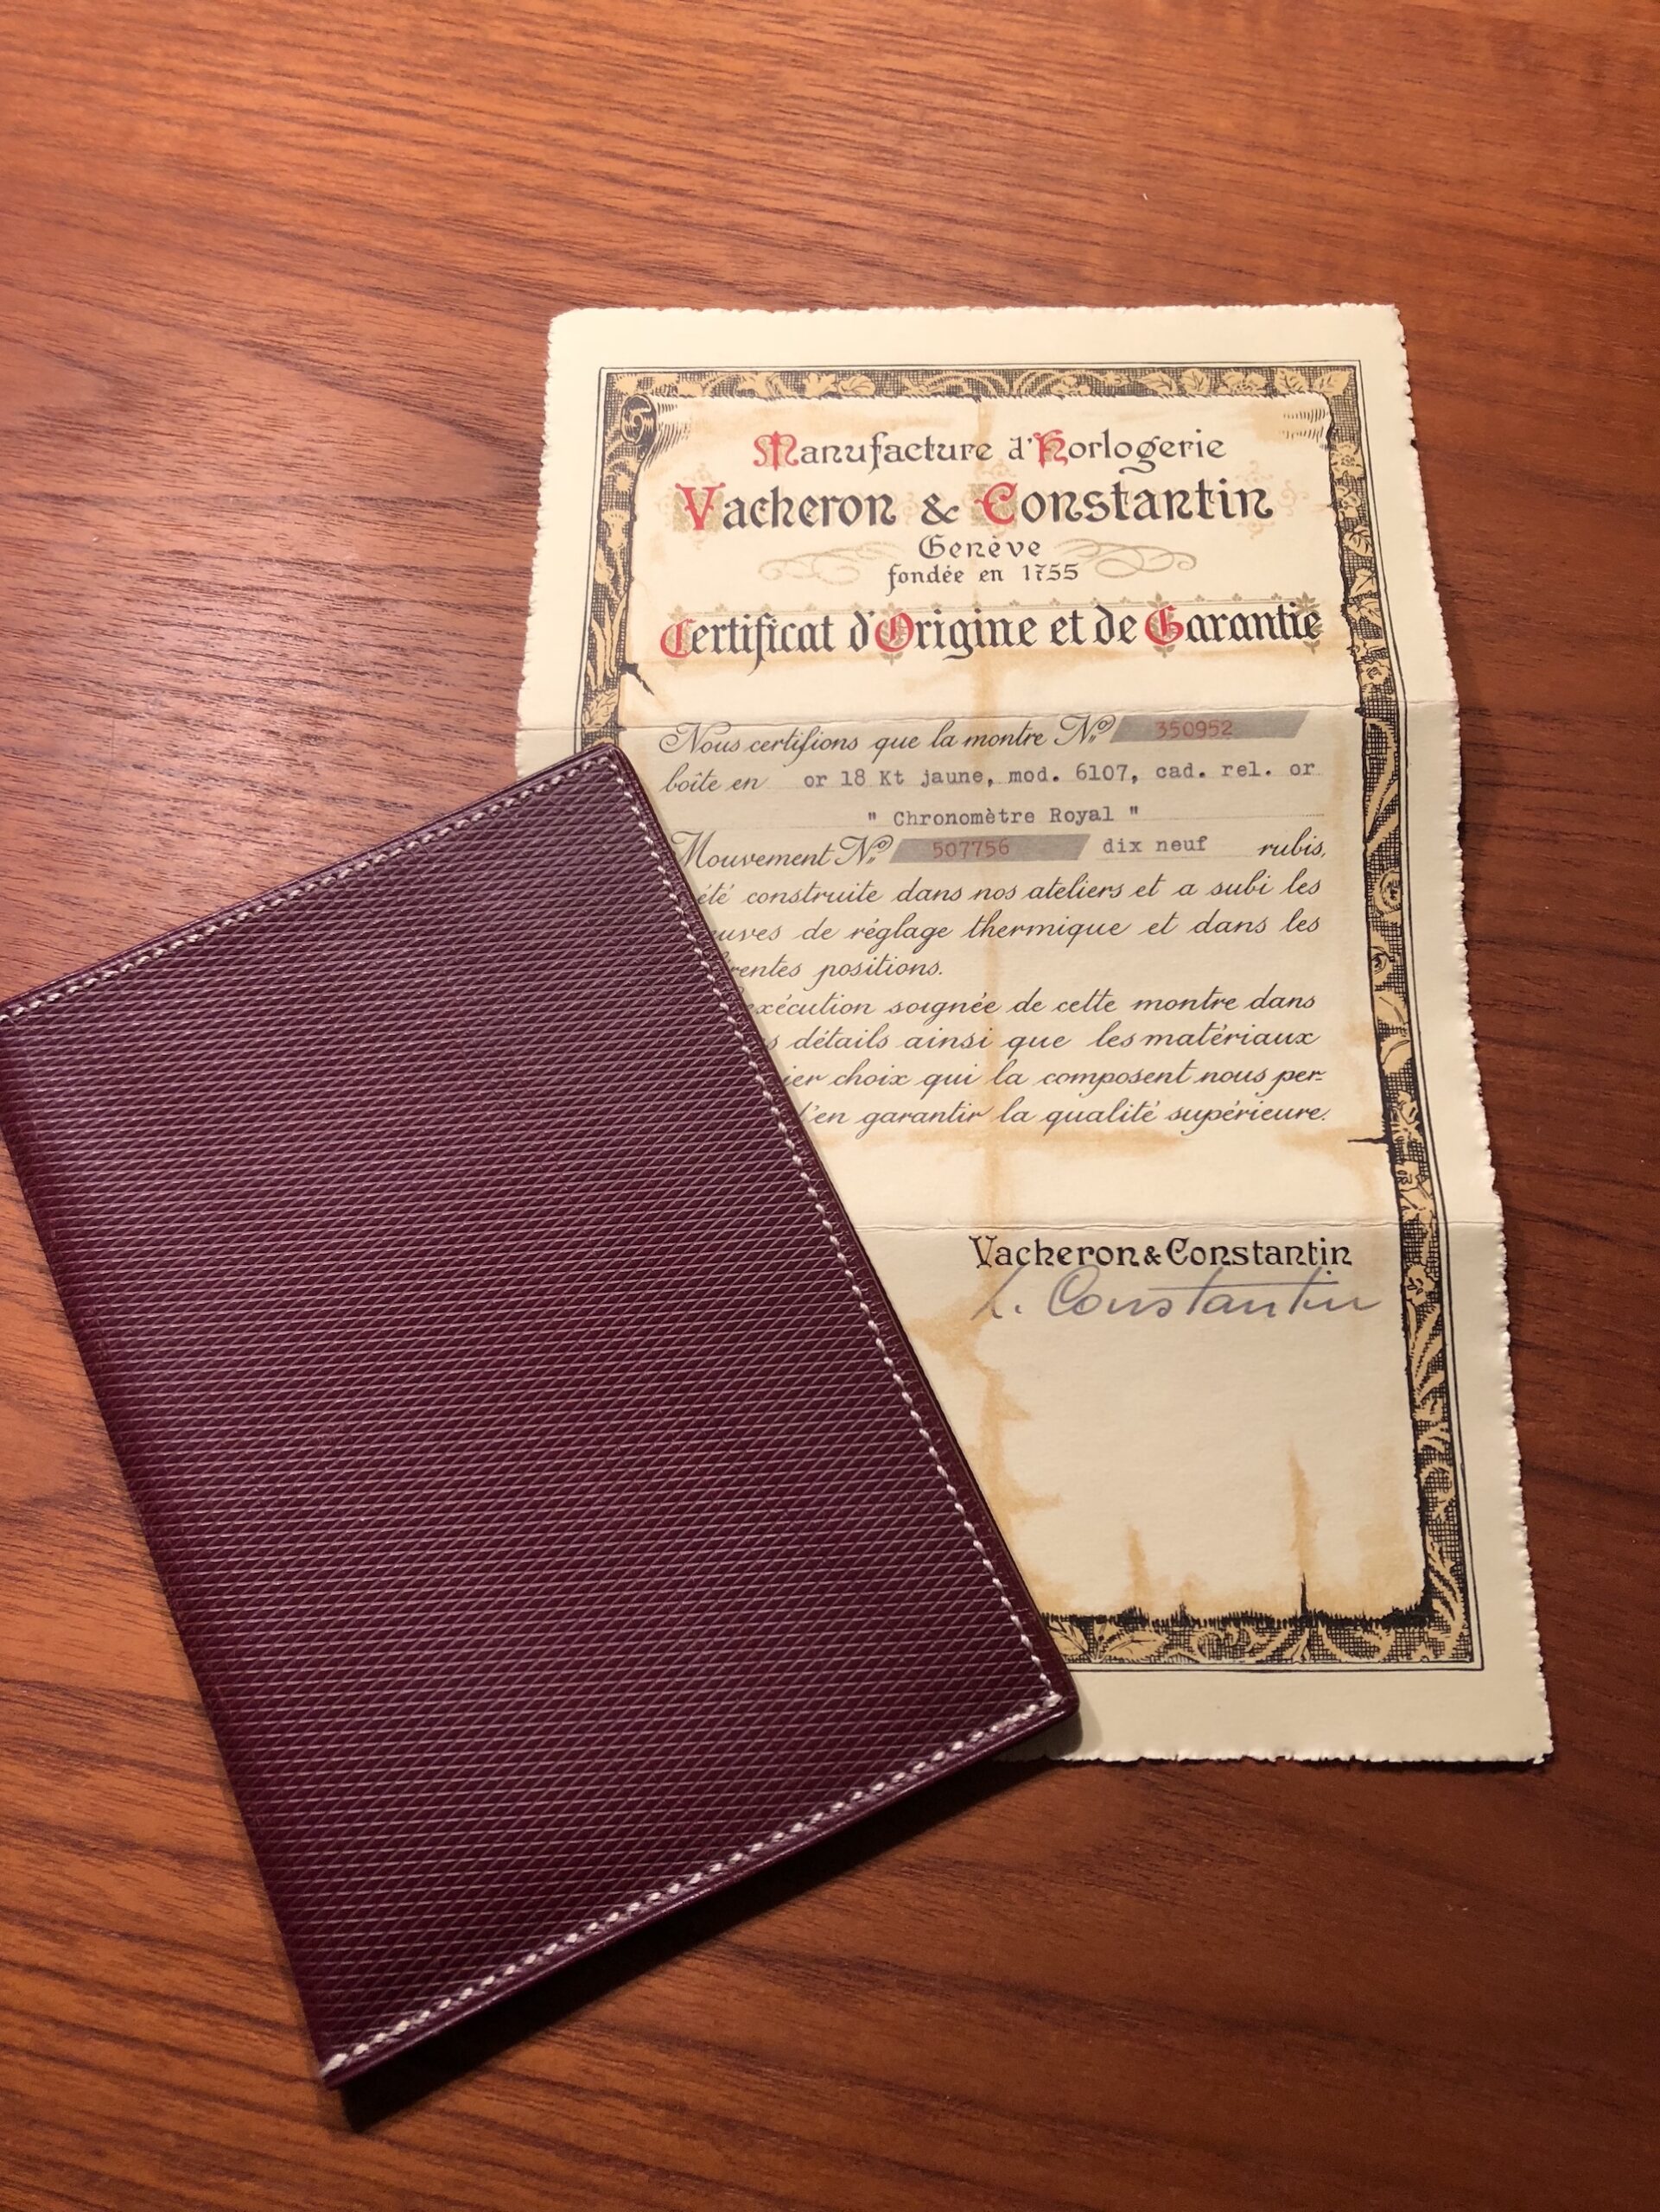 Manufacture d'Horlogerie
Vacheron & Constantin
Genève
fondée en 1755
Certificat d'Origine et de Garantie
Nous certifions que la montre No 350952
boîte en or 18 Kt jaune, mod. 6107, cad. rel. or
" Chronomètre Royal "
Mouvement No 507756 dix neuf rubis,
été construite dans nos ateliers et a subi les
de réglage thermique et dans les
positions.
exécution soignée de cette montre dans
détails ainsi que les matériaux
choix qui la composent nous per-
d'en garantir la qualité supérieure.
Vacheron & Constantin
Constantin